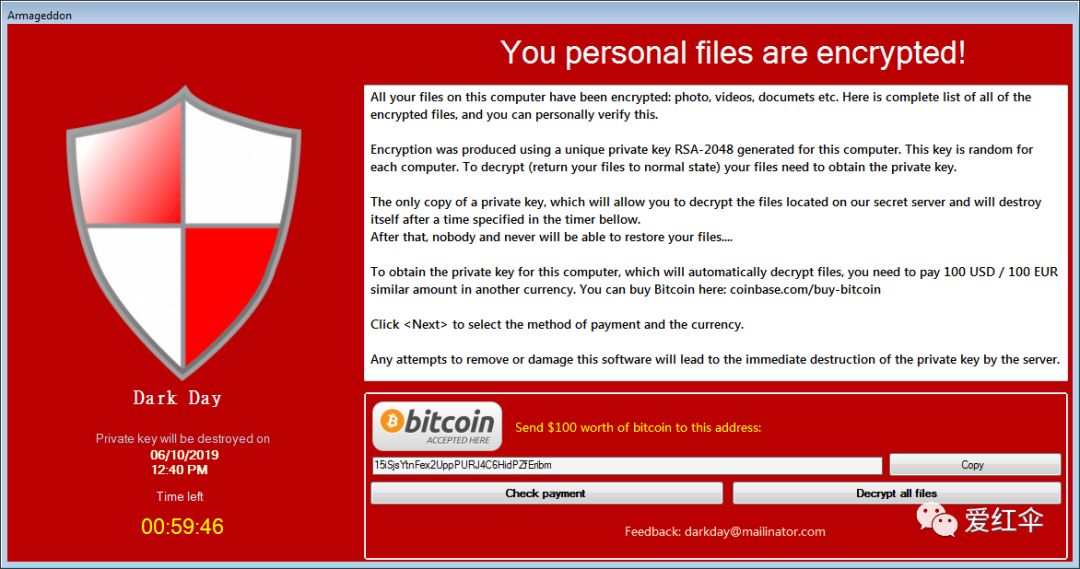 Armageddon
You personal files are encrypted!
All your files on this computer have been encrypted: photo, videos, documets etc. Here is complete list of all of the
encrypted files, and you can personally verify this.
Encryption was produced using a unique private key RSA-2048 generated for this computer. This key is random for
each computer. To decrypt (return your files to normal state) your files need to obtain the private key.
The only copy of a private key, which will allow you to decrypt the files located on our secret server and will destroy
itself after a time specified in the timer bellow.
After that, nobody and never will be able to restore your files....
To obtain the private key for this computer, which will automatically decrypt files, you need to pay 100 USD / 100 EUR
similar amount in another currency. You can buy Bitcoin here: coinbase.com/buy-bitcoin
Click <Next> to select the method of payment and the currency.
Any attempts to remove or damage this software will lead to the immediate destruction of the private key by the server.
Dark Day
Private key will be destroyed on
06/10/2019
12:40 PM
Time left
00:59:46
bitcoin
ACCEPTED HERE
Send $100 worth of bitcoin to this address:
15iSjsYtnFex2UppPURJ4C6HidPZfEribm
Copy
Check payment
Decrypt all files
Feedback: darkday@mailinator.com
爱红伞